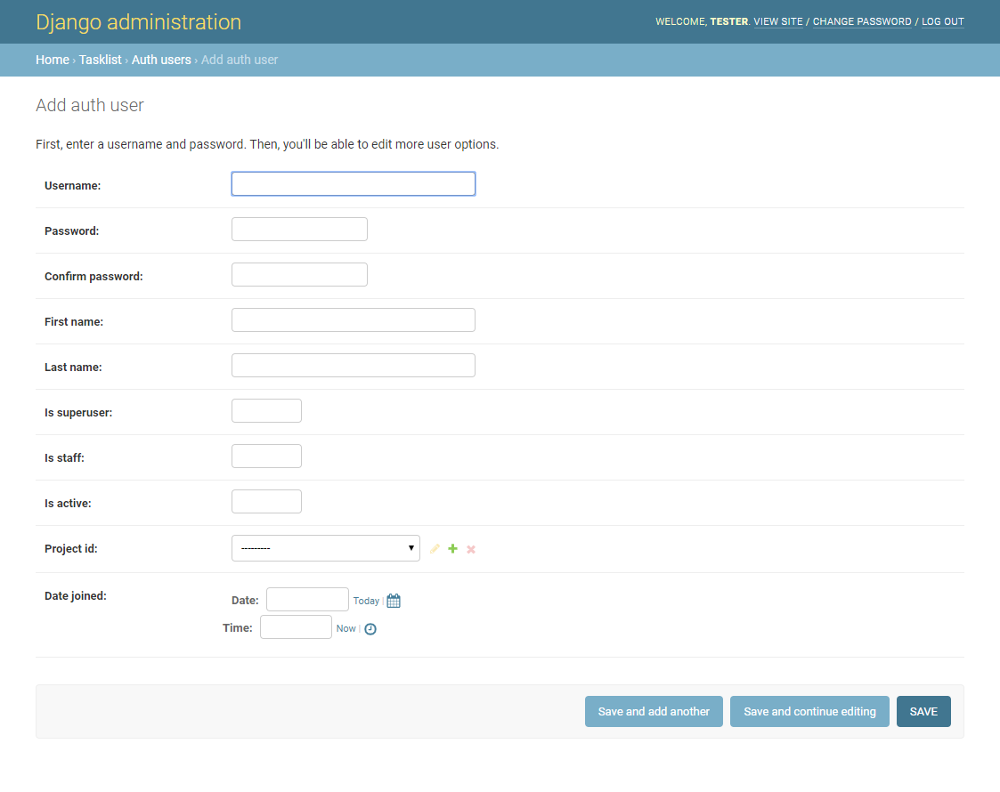 Django administration
WELCOME, TESTER. VIEW SITE / CHANGE PASSWORD / LOG OUT
Home › Tasklist › Auth users › Add auth user
Add auth user
First, enter a username and password. Then, you'll be able to edit more user options.
Username:
Password:
Confirm password:
First name:
Last name:
Is superuser:
Is staff:
Is active:
Project id: ---------
Date joined:
Date: Today |
Time: Now |
Save and add another Save and continue editing SAVE